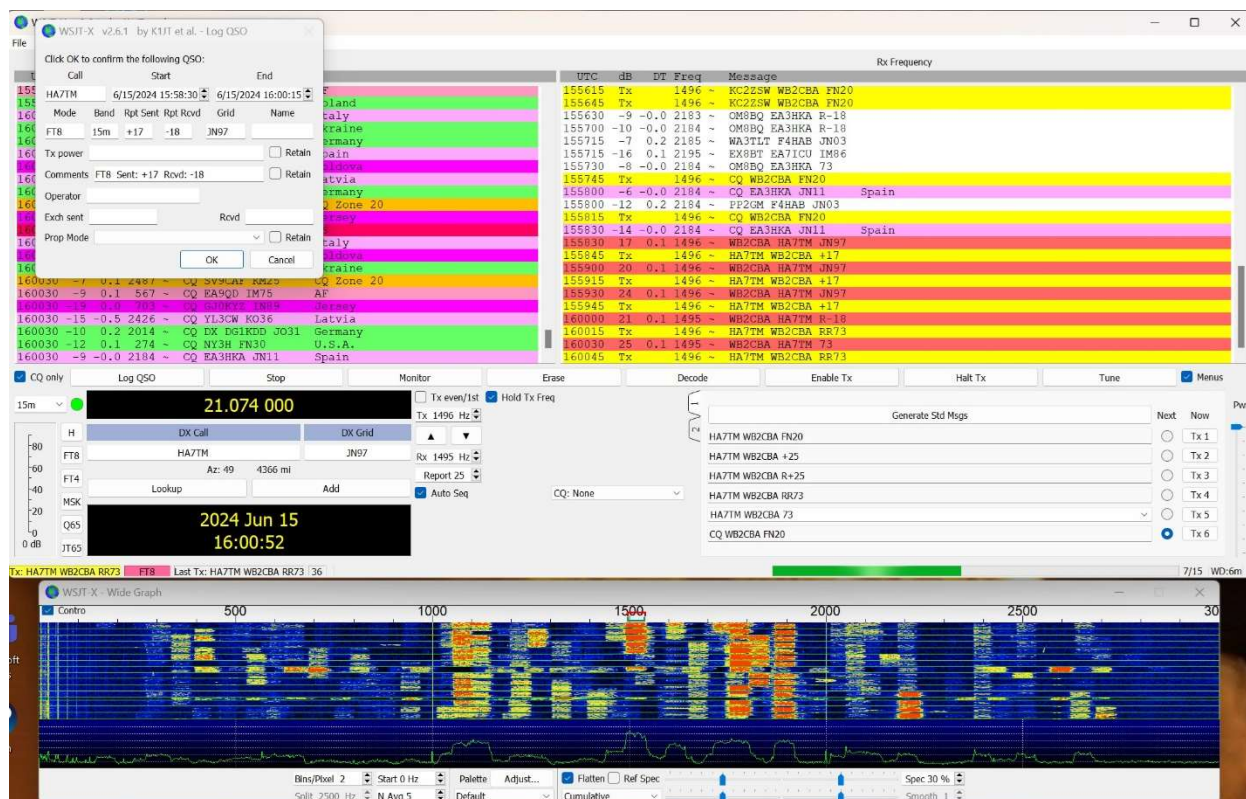 WSJT-X v2.6.1 by K1JT et al. - Log QSO
File
Click OK to confirm the following QSO:
Call Start End
HA7TM 6/15/2024 15:58:30 6/15/2024 16:00:15
Mode Band Rpt Sent Rpt Rcvd Grid Name
FT8 15m +17 -18 JN97
Tx power Retain
Comments FT8 Sent: +17 Rcvd: -18 Retain
Operator
Exch sent Rcvd
Prop Mode Retain
OK Cancel
160030 -7 0.1 2487 ~ CQ SV9CAF KM25 CQ Zone 20
160030 -9 0.1 567 ~ CQ EA9QD IM75 AF
160030 -19 0.0 703 ~ CQ GJ0KYZ IN89 Jersey
160030 -15 -0.5 2426 ~ CQ YL3CW KO36 Latvia
160030 -10 0.2 2014 ~ CQ DX DG1KDD JO31 Germany
160030 -12 0.1 274 ~ CQ NY3H FN30 U.S.A.
160030 -9 -0.0 2184 ~ CQ EA3HKA JN11 Spain
Rx Frequency
UTC dB DT Freq Message
155615 Tx 1496 ~ KC2ZSW WB2CBA FN20
155645 Tx 1496 ~ KC2ZSW WB2CBA FN20
155630 -9 -0.0 2183 ~ OM8BQ EA3HKA R-18
155700 -10 -0.0 2184 ~ OM8BQ EA3HKA R-18
155715 -7 0.2 2185 ~ WA3TLT F4HAB JN03
155715 -16 0.1 2195 ~ EX8BT EA7ICU IM86
155730 -8 -0.0 2184 ~ OM8BQ EA3HKA 73
155745 Tx 1496 ~ CQ WB2CBA FN20
155800 -6 -0.0 2184 ~ CQ EA3HKA JN11 Spain
155800 -12 0.2 2184 ~ PP2GM F4HAB JN03
155815 Tx 1496 ~ CQ WB2CBA FN20
155830 -14 -0.0 2184 ~ CQ EA3HKA JN11 Spain
155830 17 0.1 1496 ~ WB2CBA HA7TM JN97
155845 Tx 1496 ~ HA7TM WB2CBA +17
155900 20 0.1 1496 ~ WB2CBA HA7TM JN97
155915 Tx 1496 ~ HA7TM WB2CBA +17
155930 24 0.1 1496 ~ WB2CBA HA7TM JN97
155945 Tx 1496 ~ HA7TM WB2CBA +17
160000 21 0.1 1495 ~ WB2CBA HA7TM R-18
160015 Tx 1496 ~ HA7TM WB2CBA RR73
160030 25 0.1 1495 ~ WB2CBA HA7TM 73
160045 Tx 1496 ~ HA7TM WB2CBA RR73
CQ only Log QSO Stop Monitor Erase Decode Enable Tx Halt Tx Tune Menus
15m 21.074 000
Tx even/1st Hold Tx Freq
Tx 1496 Hz
H DX Call DX Grid
FT8 HA7TM JN97
Rx 1495 Hz
Az: 49 4366 mi
Report 25
FT4 Lookup Add
Auto Seq CQ: None
MSK
Q65
JT65
2024 Jun 15
16:00:52
-80
-60
-40
-20
0
0 dB
1
2
Generate Std Msgs Next Now Pw
HA7TM WB2CBA FN20 Tx 1
HA7TM WB2CBA +25 Tx 2
HA7TM WB2CBA R+25 Tx 3
HA7TM WB2CBA RR73 Tx 4
HA7TM WB2CBA 73 Tx 5
CQ WB2CBA FN20 Tx 6
Tx: HA7TM WB2CBA RR73 FT8 Last Tx: HA7TM WB2CBA RR73 36 7/15 WD:6m
WSJT-X - Wide Graph
Contro 500 1000 1500 2000 2500 30
Bins/Pixel 2 Start 0 Hz Palette Adjust... Flatten Ref Spec Spec 30 %
Split 2500 Hz N Avg 5 Default Cumulative Smooth 1